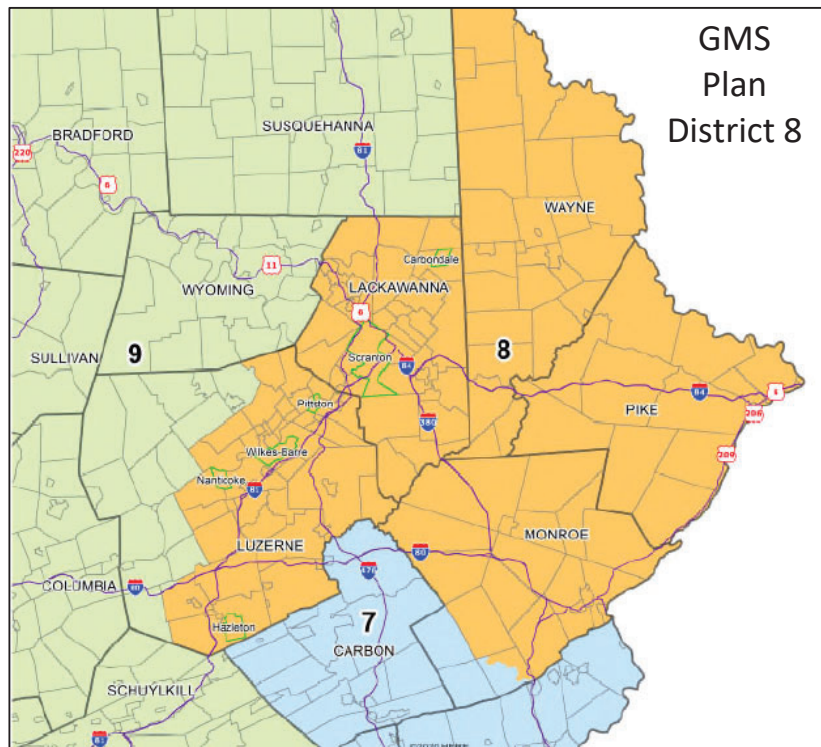 GMS
Plan
District 8
BRADFORD
SUSQUEHANNA
220
81
6
WAYNE
Carbondale
11
LACKAWANNA
WYOMING
6
SULLIVAN
9
8
Scranton
84
84
6
PIKE
206
Pittston
380
209
Wilkes-Barre
Nanticoke
81
LUZERNE
MONROE
80
COLUMBIA
80
476
Hazleton
7
CARBON
SCHUYLKILL
81